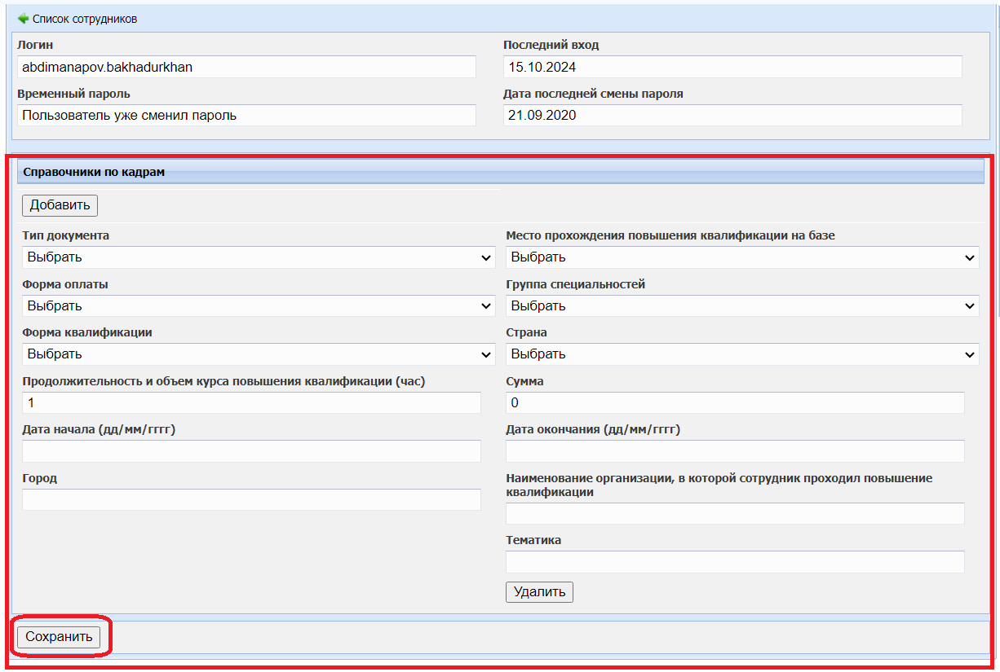 Список сотрудников
Логин
Последний вход
abdimanapov.bakhadurkhan
15.10.2024
Временный пароль
Дата последней смены пароля
Пользователь уже сменил пароль
21.09.2020
Справочники по кадрам
Добавить
Тип документа
Место прохождения повышения квалификации на базе
Выбрать
Выбрать
Форма оплаты
Группа специальностей
Выбрать
Выбрать
Форма квалификации
Страна
Выбрать
Выбрать
Продолжительность и объем курса повышения квалификации (час)
Сумма
1
0
Дата начала (дд/мм/гггг)
Дата окончания (дд/мм/гггг)
Город
Наименование организации, в которой сотрудник проходил повышение
квалификации
Тематика
Удалить
Сохранить